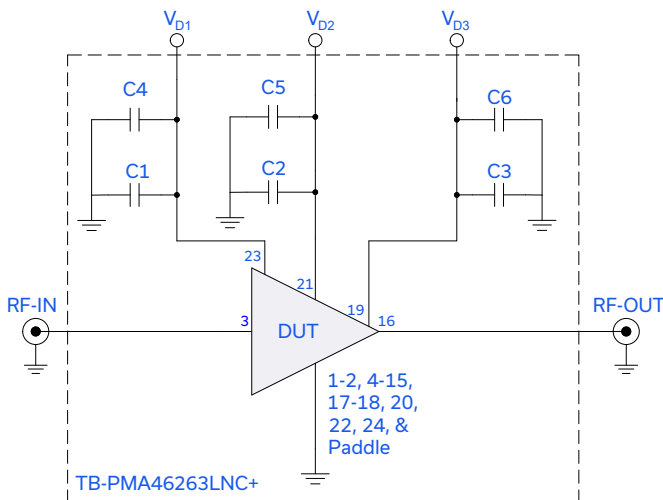 VD1
VD2
VD3
C4
C5
C6
C1
C2
C3
23
21
19
RF-IN
3
DUT
16
RF-OUT
1-2, 4-15,
17-18, 20,
22, 24, &
Paddle
TB-PMA46263LNC+